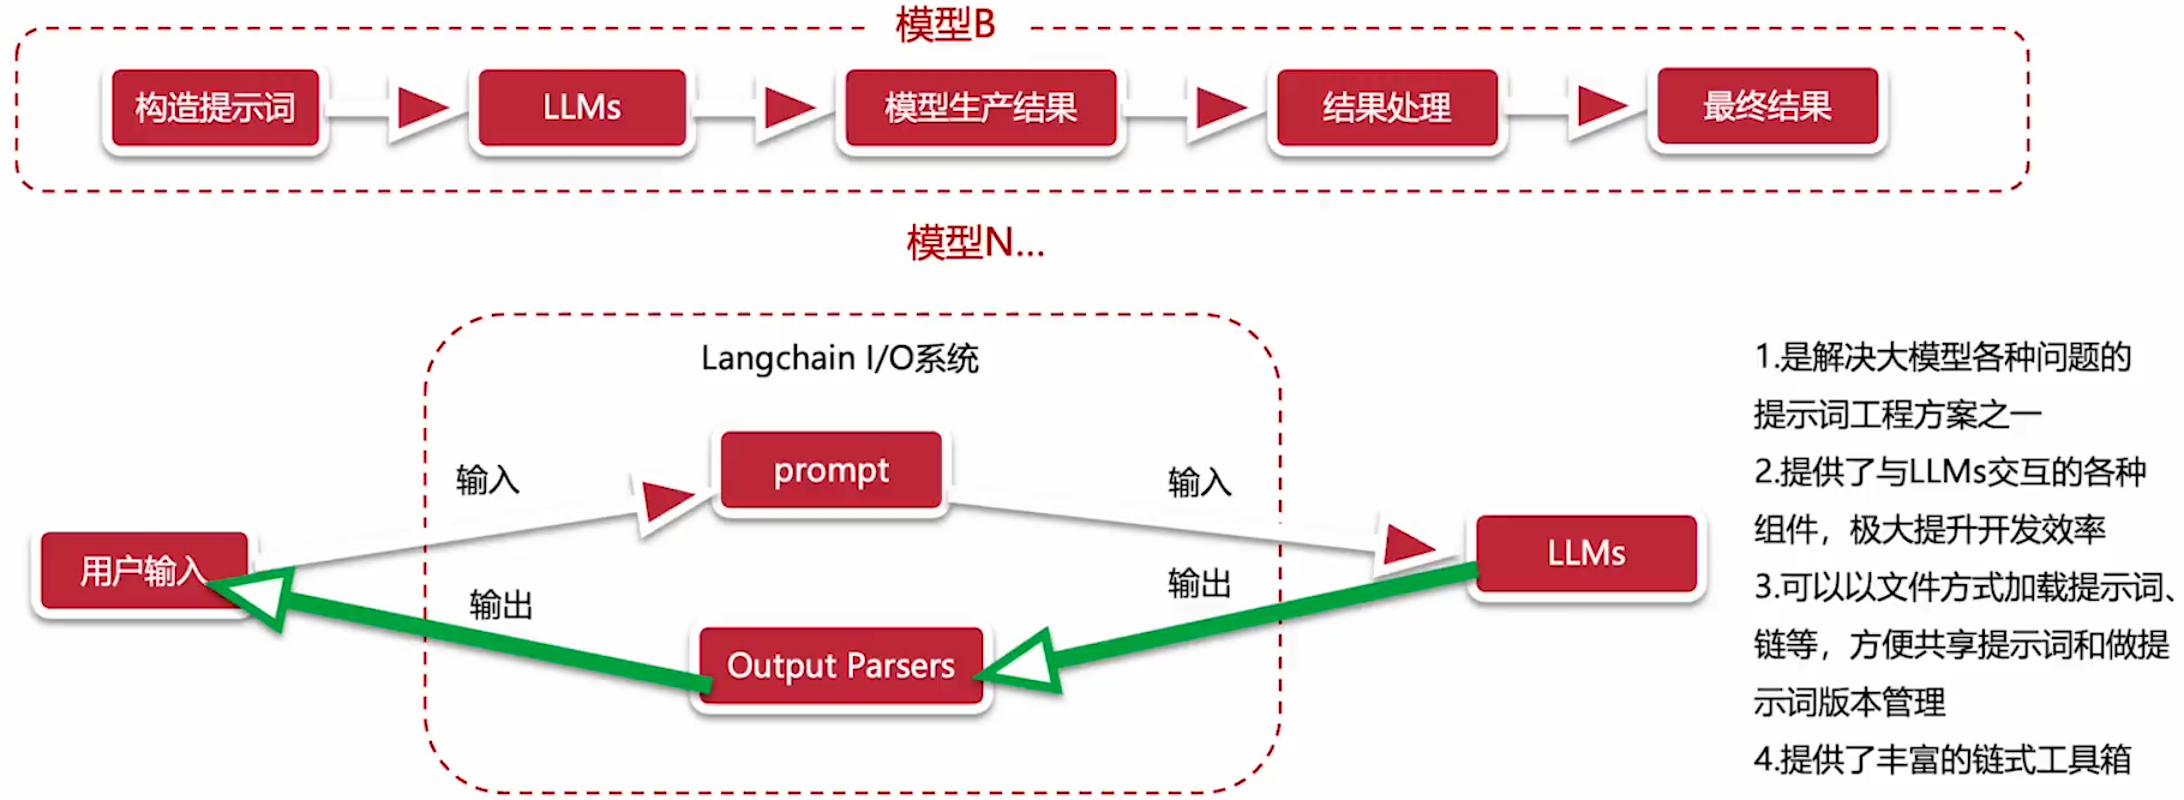 模型B
构造提示词
LLMs
模型生产结果
结果处理
最终结果
模型N...
Langchain I/O系统
输入
prompt
输入
用户输入
LLMs
输出
输出
Output Parsers
1.是解决大模型各种问题的
提示词工程方案之一
2.提供了与LLMs交互的各种
组件，极大提升开发效率
3.可以以文件方式加载提示词、
链等，方便共享提示词和做提
示词版本管理
4.提供了丰富的链式工具箱